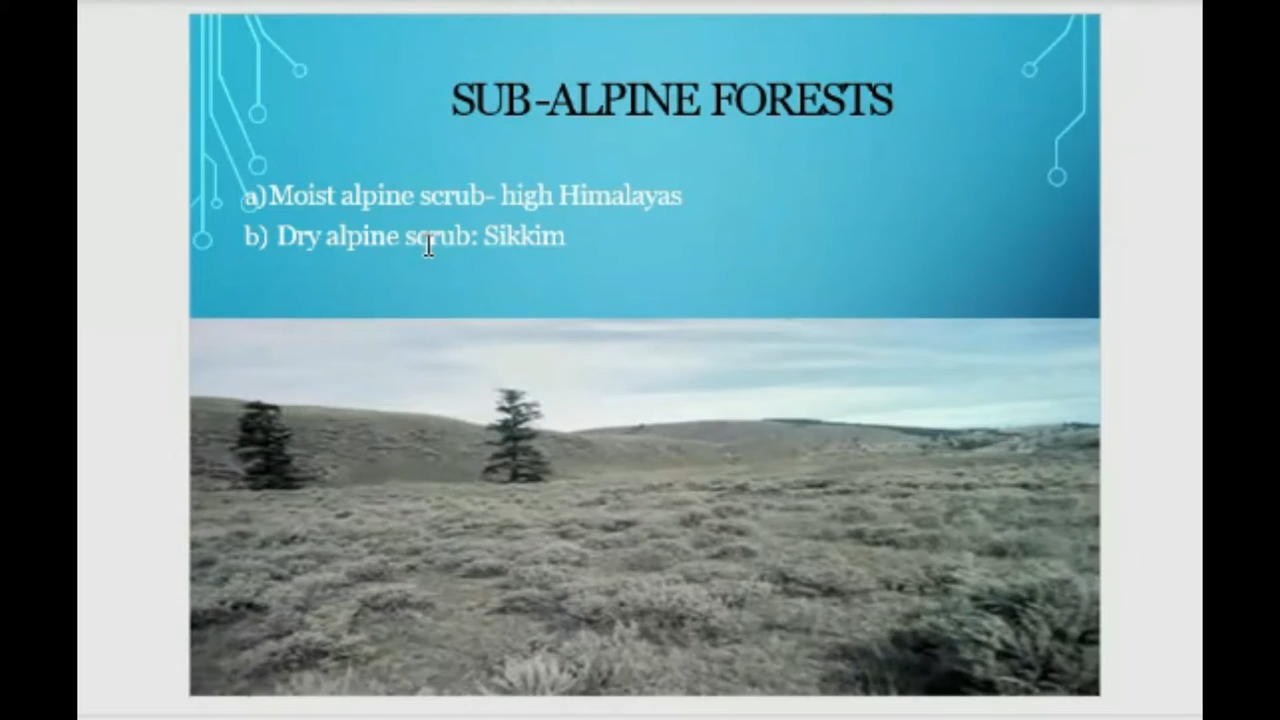 SUB-ALPINE FORESTS
a) Moist alpine scrub- high Himalayas
b) Dry alpine scrub: Sikkim